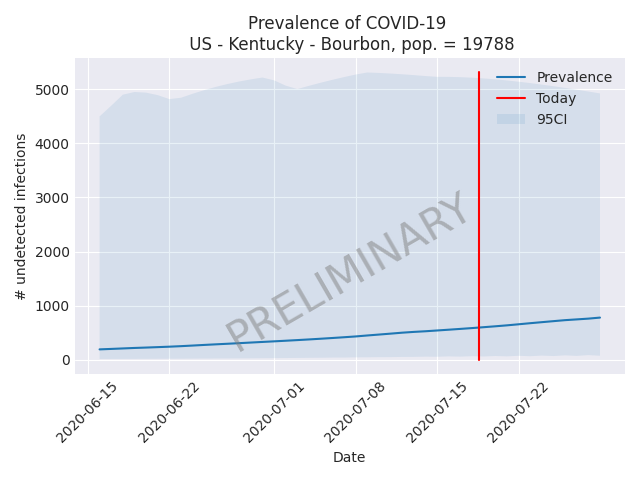 Prevalence of COVID-19
US - Kentucky - Bourbon, pop. = 19788
Prevalence
Today
95CI
5000
4000
3000
2000
1000
0
# undetected infections
PRELIMINARY
2020-06-15
2020-06-22
2020-07-01
2020-07-08
2020-07-15
2020-07-22
Date